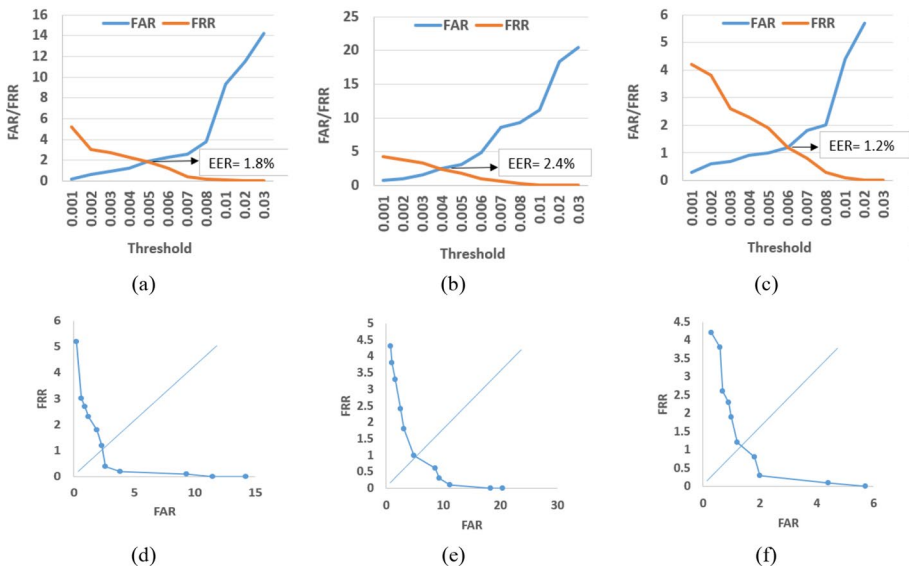 FAR FRR
16
14
12
10
8
6
4
2
0
FAR/FRR
EER= 1.8%
0.001 0.002 0.003 0.004 0.005 0.006 0.007 0.008 0.01 0.02 0.03
Threshold
(a)
FAR FRR
25
20
15
10
5
0
FAR/FRR
EER= 2.4%
0.001 0.002 0.003 0.004 0.005 0.006 0.007 0.008 0.01 0.02 0.03
Threshold
(b)
FAR FRR
6
5
4
3
2
1
0
FAR/FRR
EER= 1.2%
0.001 0.002 0.003 0.004 0.005 0.006 0.007 0.008 0.01 0.02 0.03
Threshold
(c)
6
5
4
3
2
1
0
FRR
0 5 10 15
FAR
(d)
5
4.5
4
3.5
3
2.5
2
1.5
1
0.5
0
FRR
0 10 20 30
FAR
(e)
4.5
4
3.5
3
2.5
2
1.5
1
0.5
0
FRR
0 2 4 6
FAR
(f)